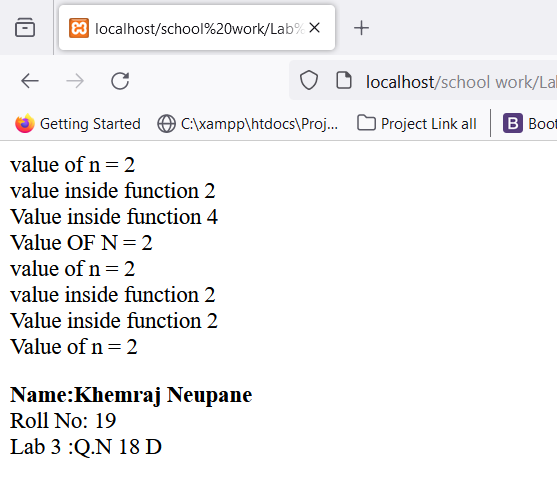 localhost/school%20work/Lab%
localhost/school work/La
Getting Started C:\xampp\htdocs\Proj... Project Link all B Boot
value of n = 2
value inside function 2
Value inside function 4
Value OF N = 2
value of n = 2
value inside function 2
Value inside function 2
Value of n = 2
Name:Khemraj Neupane
Roll No: 19
Lab 3 :Q.N 18 D